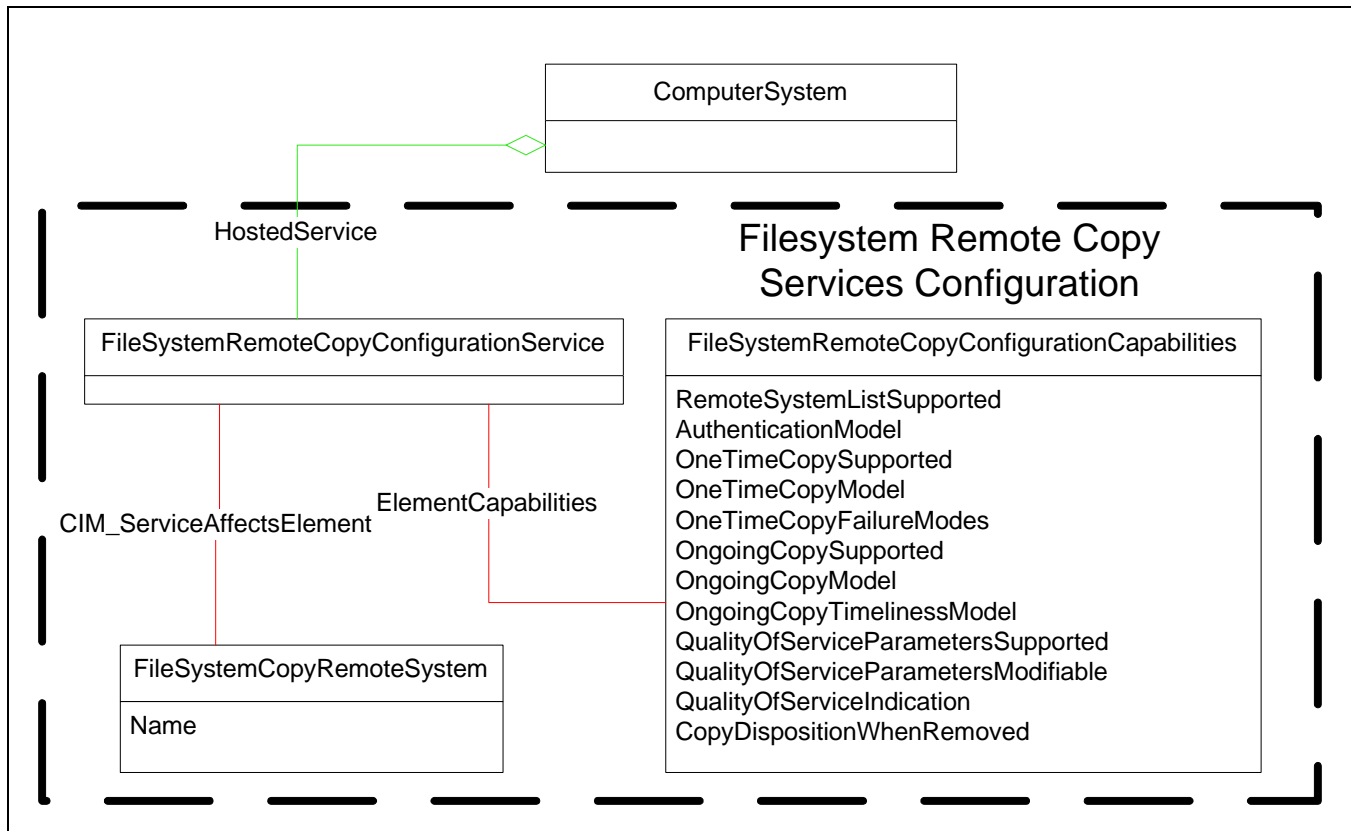 ComputerSystem
HostedService
Filesystem Remote Copy
Services Configuration
FileSystemRemoteCopyConfigurationService
FileSystemRemoteCopyConfigurationCapabilities
RemoteSystemListSupported
AuthenticationModel
OneTimeCopySupported
OneTimeCopyModel
OneTimeCopyFailureModes
OngoingCopySupported
OngoingCopyModel
OngoingCopyTimelinessModel
QualityOfServiceParametersSupported
QualityOfServiceParametersModifiable
QualityOfServiceIndication
CopyDispositionWhenRemoved
ElementCapabilities
CIM_ServiceAffectsElement
FileSystemCopyRemoteSystem
Name